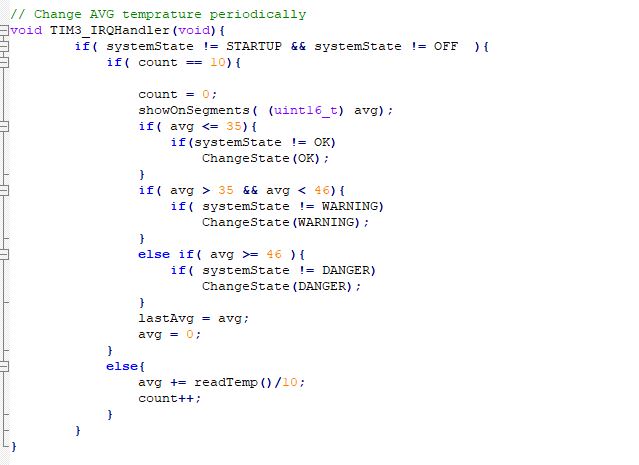 // Change AVG temprature periodically
void TIM3_IRQHandler(void){
        if( systemState != STARTUP && systemState != OFF  ){
            if( count == 10){

                count = 0;
                showOnSegments( (uint16_t) avg);
                if( avg <= 35){
                    if(systemState != OK)
                        ChangeState(OK);
                }
                if( avg > 35 && avg < 46){
                    if( systemState != WARNING)
                        ChangeState(WARNING);
                }
                else if( avg >= 46 ){
                    if( systemState != DANGER)
                        ChangeState(DANGER);
                }
                lastAvg = avg;
                avg = 0;
            }
            else{
                avg += readTemp()/10;
                count++;
            }
        }
}